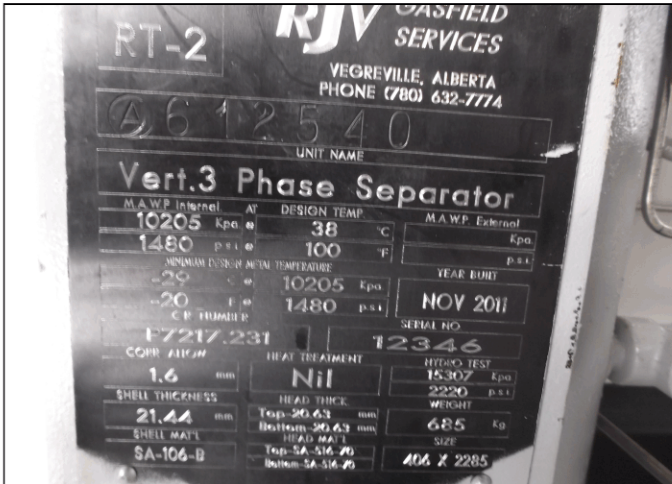 RT-2
RJV GASFIELD
SERVICES
VEGREVILLE, ALBERTA
PHONE (780) 632-7774
A612540
UNIT NAME
Vert.3 Phase Separator
M.A.W.P. Internal AT DESIGN TEMP. M.A.W.P. External
10205 Kpa @ 38 °C Kpa
1480 p.s.i. @ 100 °F p.s.i.
MINIMUM DESIGN METAL TEMPERATURE YEAR BUILT
-29 C @ 10205 Kpa NOV 2011
-20 F @ 1480 p.s.i.
C.R. NUMBER SERIAL NO.
P7217.231 12346
CORR. ALLOW HEAT TREATMENT HYDRO TEST
1.6 mm Nil 15307 Kpa
2220 p.s.i.
SHELL THICKNESS HEAD THICK. WEIGHT
21.44 mm Top-20.63 mm 685 Kg
Bottom-20.63 mm
SHELL MAT'L HEAD MAT'L SIZE
SA-106-B Top-SA-516-70 406 X 2285
Bottom-SA-516-70